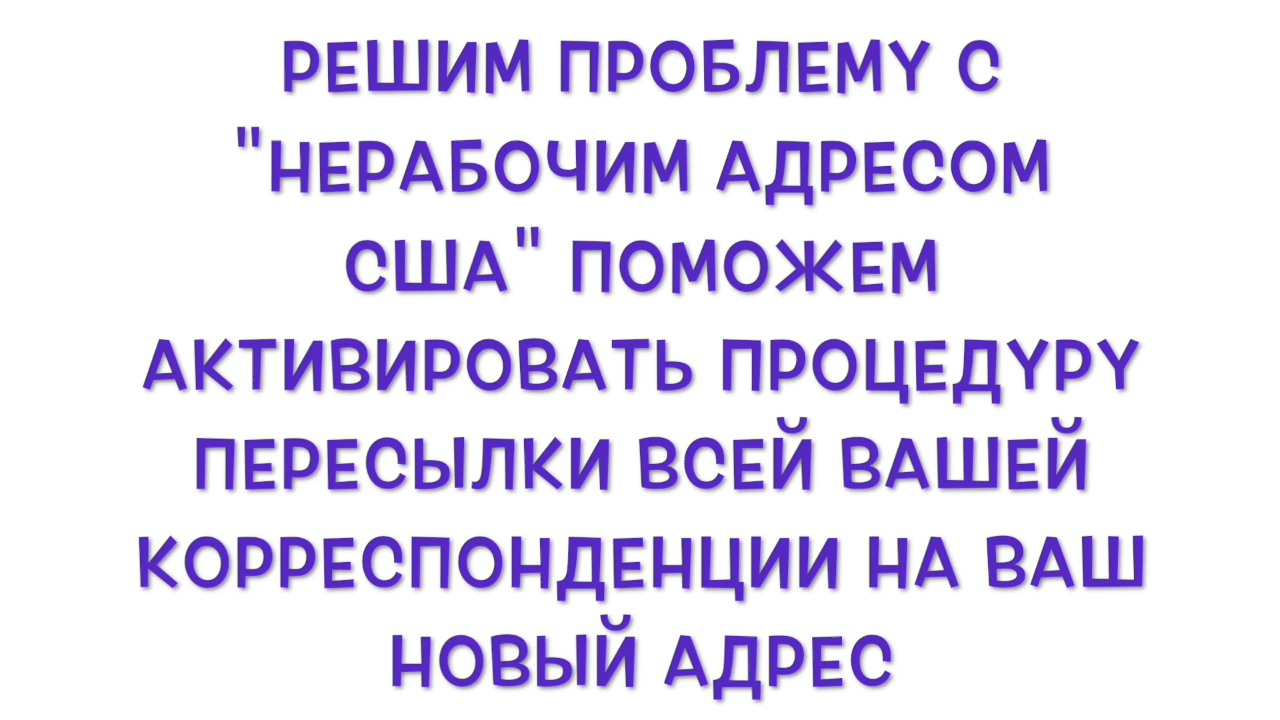 РЕШИМ ПРОБЛЕМУ С
"НЕРАБОЧИМ АДРЕСОМ
США" ПОМОЖЕМ
АКТИВИРОВАТЬ ПРОЦЕДУРУ
ПЕРЕСЫЛКИ ВСЕЙ ВАШЕЙ
КОРРЕСПОНДЕНЦИИ НА ВАШ
НОВЫЙ АДРЕС